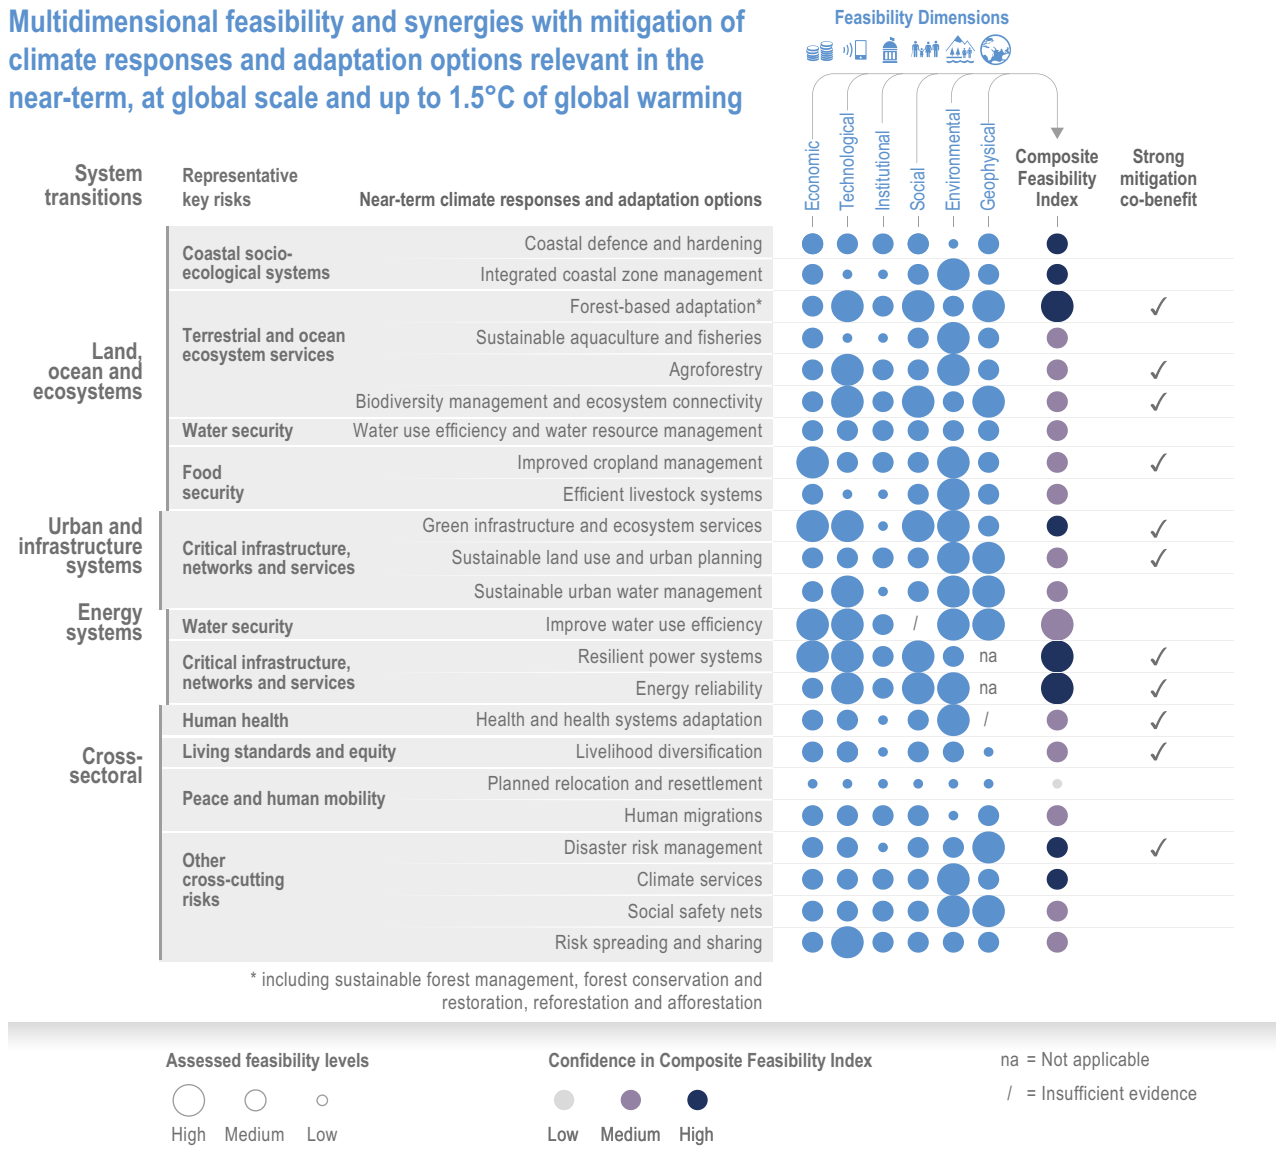 Multidimensional feasibility and synergies with mitigation of
climate responses and adaptation options relevant in the
near-term, at global scale and up to 1.5°C of global warming
Feasibility Dimensions
System
transitions
Representative
key risks
Near-term climate responses and adaptation options
Economic
Technological
Institutional
Social
Environmental
Geophysical
Composite
Feasibility
Index
Strong
mitigation
co-benefit
Land,
ocean and
ecosystems
Coastal socio-
ecological systems
Coastal defence and hardening
Integrated coastal zone management
Terrestrial and ocean
ecosystem services
Forest-based adaptation*
✓
Sustainable aquaculture and fisheries
Agroforestry
✓
Biodiversity management and ecosystem connectivity
✓
Water security
Water use efficiency and water resource management
Food
security
Improved cropland management
✓
Efficient livestock systems
Urban and
infrastructure
systems
Critical infrastructure,
networks and services
Green infrastructure and ecosystem services
✓
Sustainable land use and urban planning
✓
Sustainable urban water management
Energy
systems
Water security
Improve water use efficiency
/
Critical infrastructure,
networks and services
Resilient power systems
na
✓
Energy reliability
na
✓
Cross-
sectoral
Human health
Health and health systems adaptation
/
✓
Living standards and equity
Livelihood diversification
✓
Peace and human mobility
Planned relocation and resettlement
Human migrations
Other
cross-cutting
risks
Disaster risk management
✓
Climate services
Social safety nets
Risk spreading and sharing
* including sustainable forest management, forest conservation and
restoration, reforestation and afforestation
Assessed feasibility levels
High Medium Low
Confidence in Composite Feasibility Index
Low Medium High
na = Not applicable
/ = Insufficient evidence